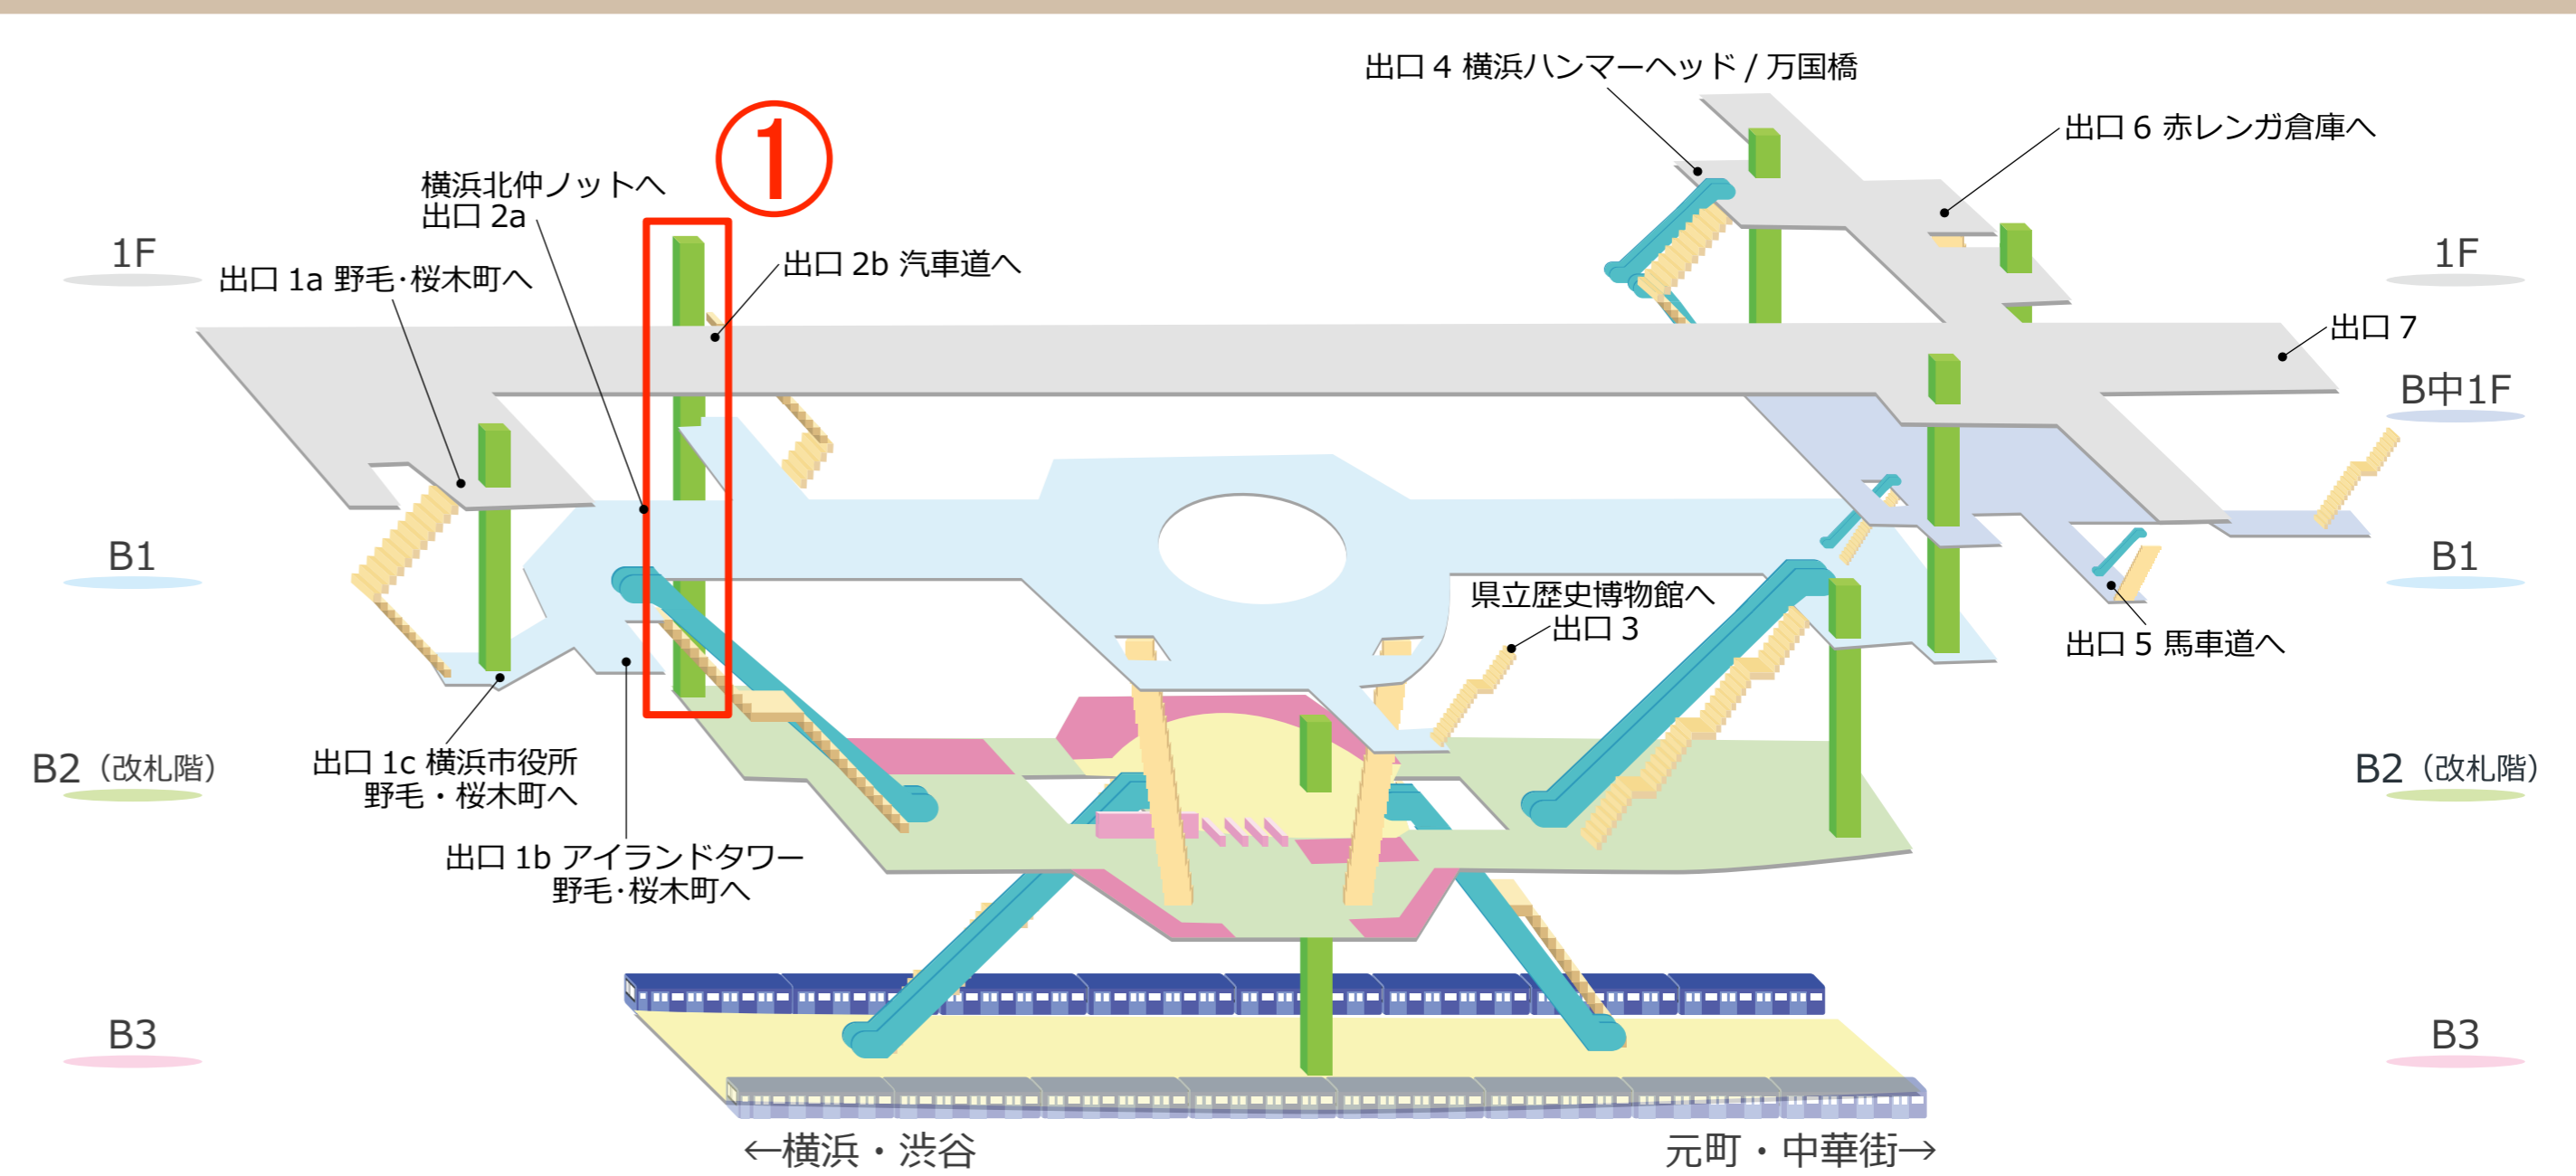 出口 4 横浜ハンマーヘッド / 万国橋
出口 6 赤レンガ倉庫へ
①
横浜北仲ノットへ
出口 2a
1F
出口 1a 野毛･桜木町へ
出口 2b 汽車道へ
1F
出口 7
B中1F
B1
B1
県立歴史博物館へ
出口 3
出口 5 馬車道へ
B2（改札階）
出口 1c 横浜市役所
野毛・桜木町へ
B2（改札階）
出口 1b アイランドタワー
野毛･桜木町へ
B3
B3
←横浜・渋谷
元町・中華街→